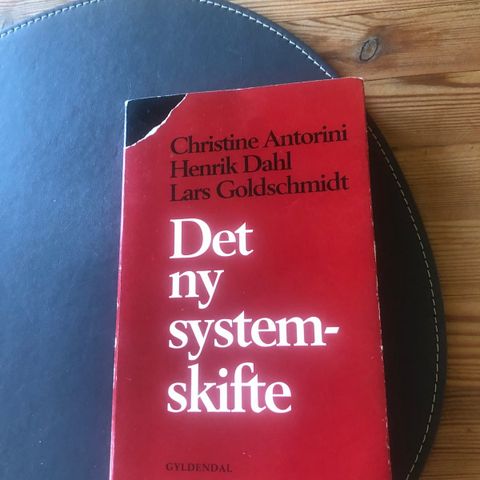 Christine Antorini
Henrik Dahl
Lars Goldschmidt
Det
ny
system-
skifte
GYLDENDAL